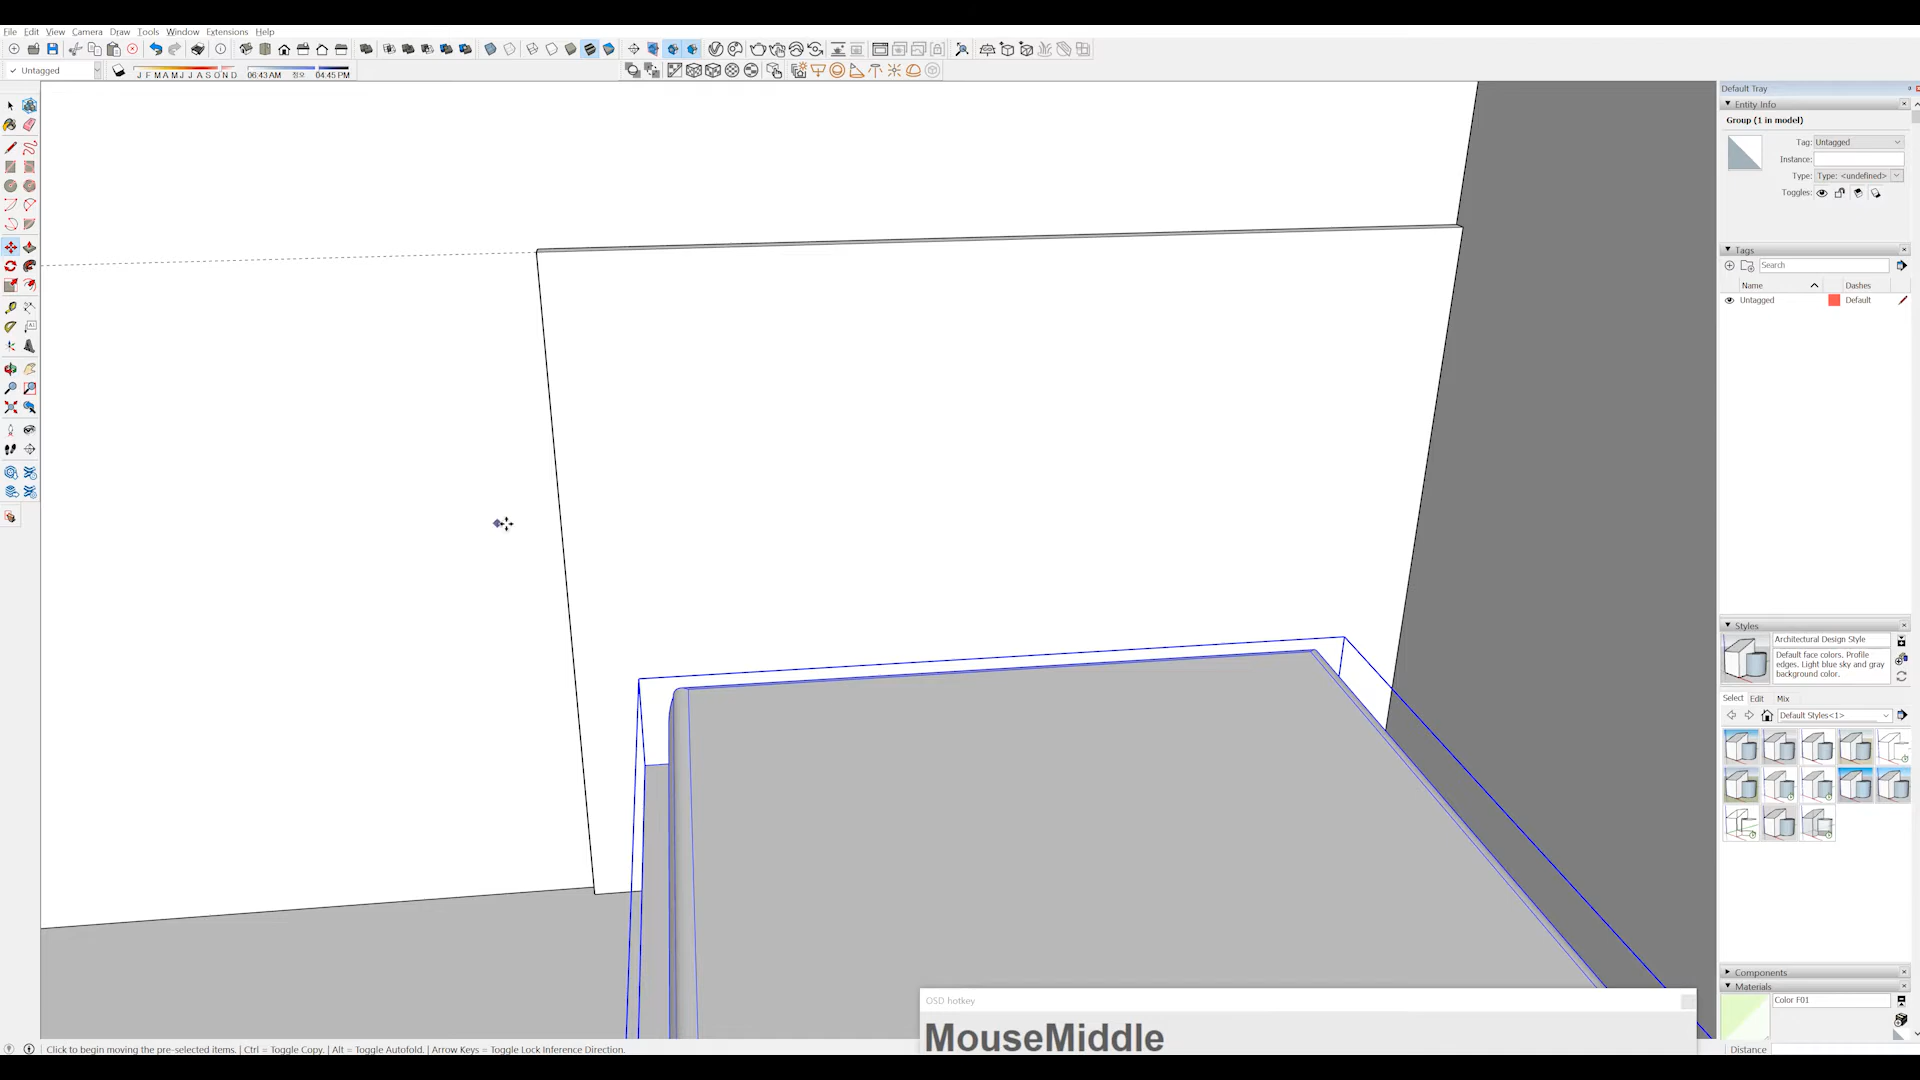 File Edit View Camera Draw Tools Window Extensions Help
✓ Untagged
J F M A M J J A S O N D 06:43 AM 정오 04:45 PM
Default Tray
Entity Info
Group (1 in model)
Tag: Untagged
Instance:
Type: Type: <undefined>
Toggles:
Tags
Search
Name Dashes
Untagged Default
Styles
Architectural Design Style
Default face colors. Profile
edges. Light blue sky and gray
background color.
Select Edit Mix
Default Styles<1>
Components
Materials
Color F01
OSD hotkey
MouseMiddle
Click to begin moving the pre-selected items. | Ctrl = Toggle Copy. | Alt = Toggle Autofold. | Arrow Keys = Toggle Lock Inference Direction.
Distance